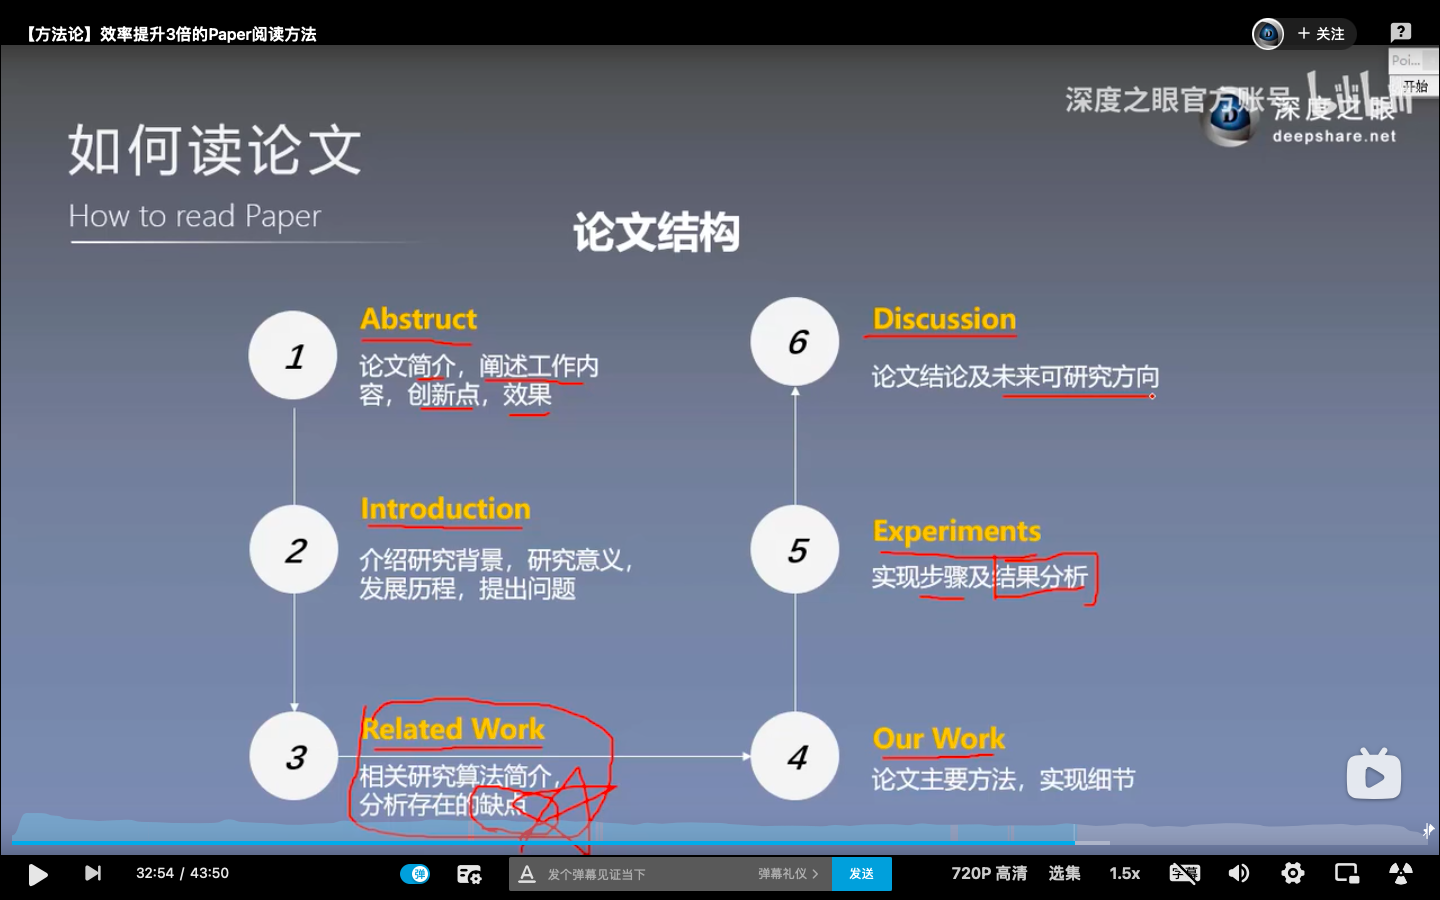 【方法论】效率提升3倍的Paper阅读方法
+ 关注
Poi...
开始
深度之眼官方账号
深度之眼
deepshare.net
如何读论文
How to read Paper
论文结构
1
Abstruct
论文简介，阐述工作内
容，创新点，效果
2
Introduction
介绍研究背景，研究意义，
发展历程，提出问题
3
Related Work
相关研究算法简介，
分析存在的缺点
4
Our Work
论文主要方法，实现细节
5
Experiments
实现步骤及结果分析
6
Discussion
论文结论及未来可研究方向
32:54 / 43:50
弹
A
发个弹幕见证当下
弹幕礼仪 >
发送
720P 高清
选集
1.5x
字幕